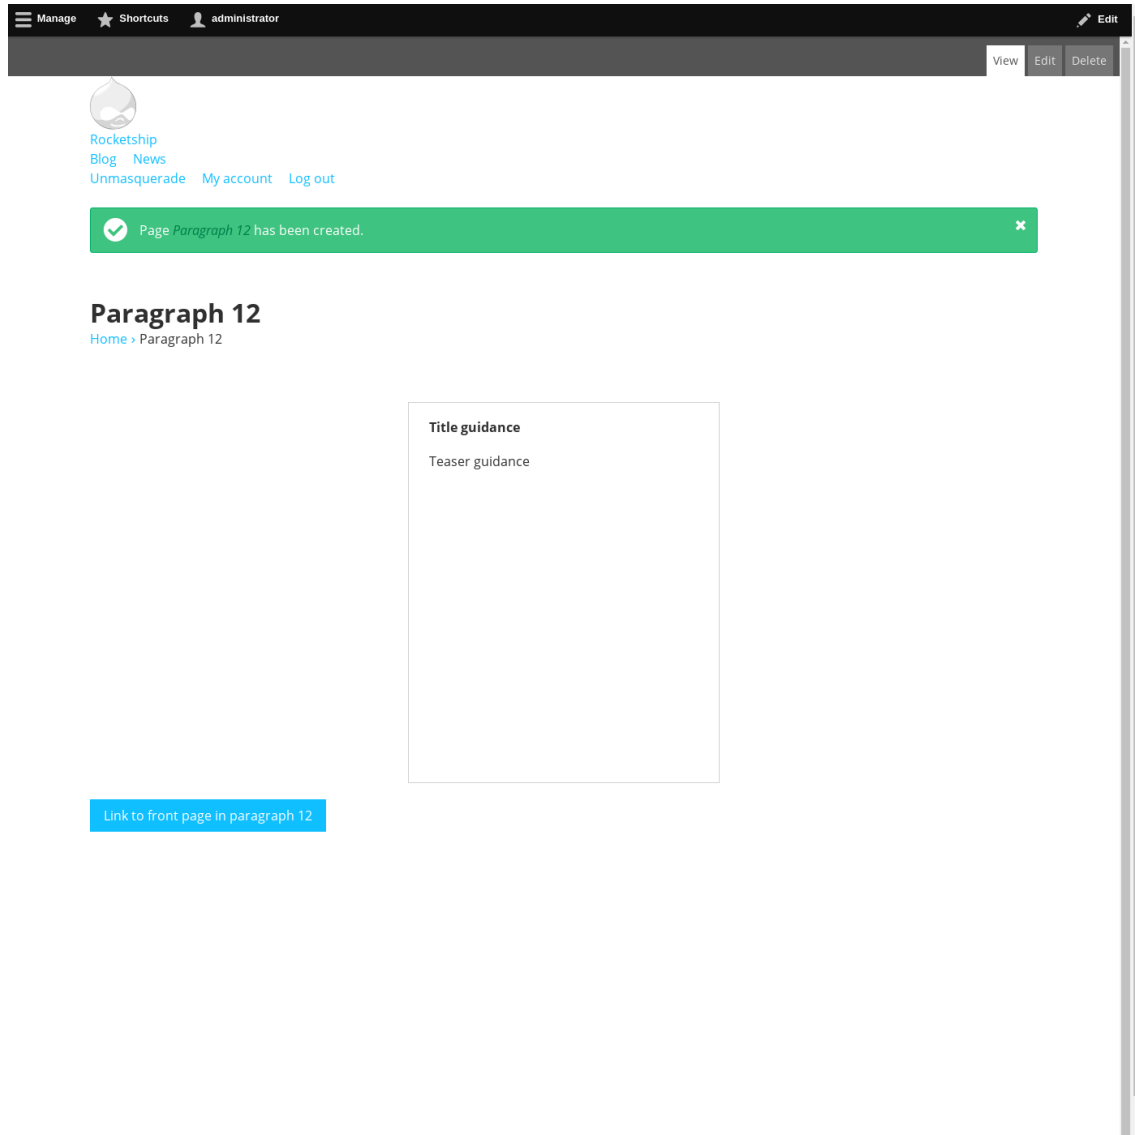 Manage Shortcuts administrator Edit
View Edit Delete
Rocketship
Blog News
Unmasquerade My account Log out
Page Paragraph 12 has been created.
Paragraph 12
Home › Paragraph 12
Title guidance
Teaser guidance
Link to front page in paragraph 12